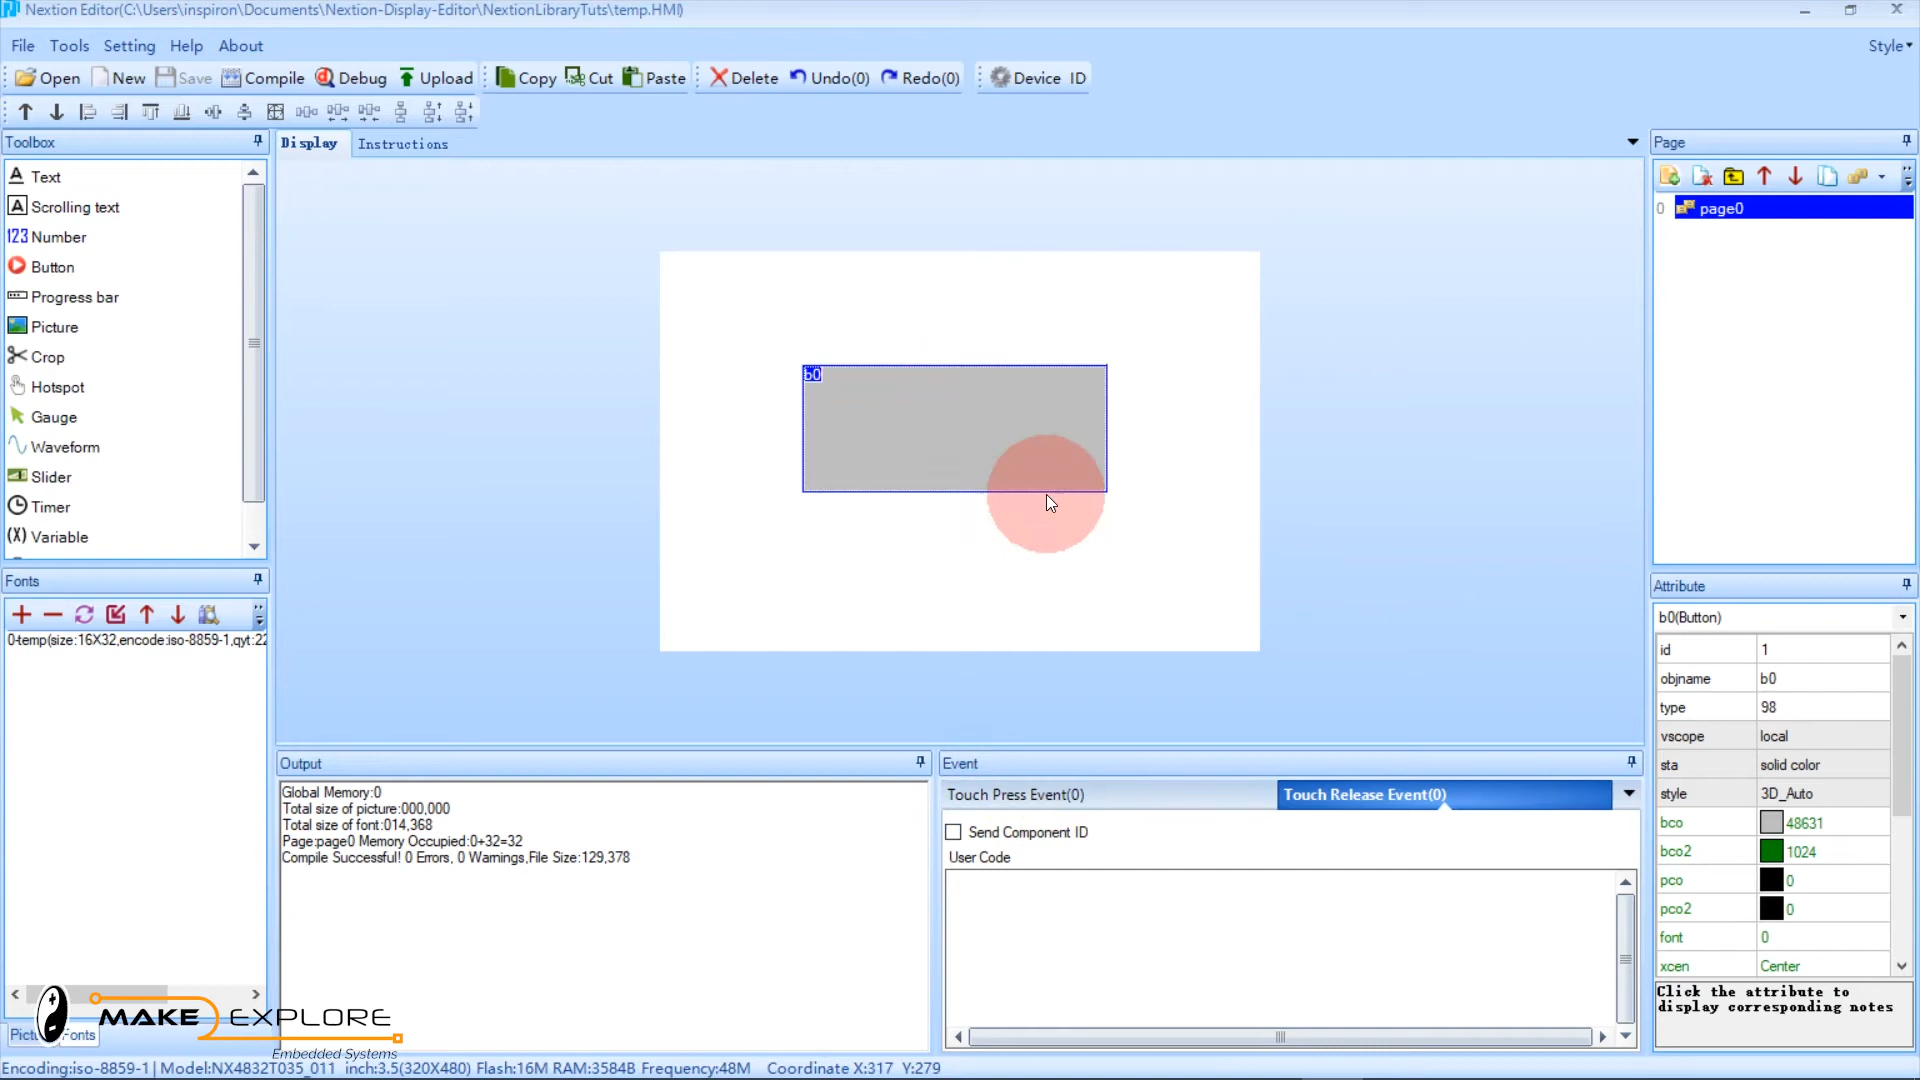 Nextion Editor(C:\Users\inspiron\Documents\Nextion-Display-Editor\NextionLibraryTuts\temp.HMI)
File Tools Setting Help About Style
Open New Save Compile Debug Upload Copy Cut Paste Delete Undo(0) Redo(0) Device ID
Toolbox
Text
Scrolling text
123 Number
Button
Progress bar
Picture
Crop
Hotspot
Gauge
Waveform
Slider
Timer
(X) Variable
Fonts
0-temp(size:16X32,encode:iso-8859-1,qyt:22
Fonts
Display Instructions
b0
Output
Global Memory:0
Total size of picture:000,000
Total size of font:014,368
Page:page0 Memory Occupied:0+32=32
Compile Successful! 0 Errors, 0 Warnings,File Size:129,378
Event
Touch Press Event(0) Touch Release Event(0)
Send Component ID
User Code
Page
0 page0
Attribute
b0(Button)
id 1
objname b0
type 98
vscope local
sta solid color
style 3D_Auto
bco 48631
bco2 1024
pco 0
pco2 0
font 0
xcen Center
Click the attribute to
display corresponding notes
MAKE EXPLORE
Embedded Systems
Encoding:iso-8859-1| Model:NX4832T035_011 inch:3.5(320X480) Flash:16M RAM:3584B Frequency:48M Coordinate X:317 Y:279